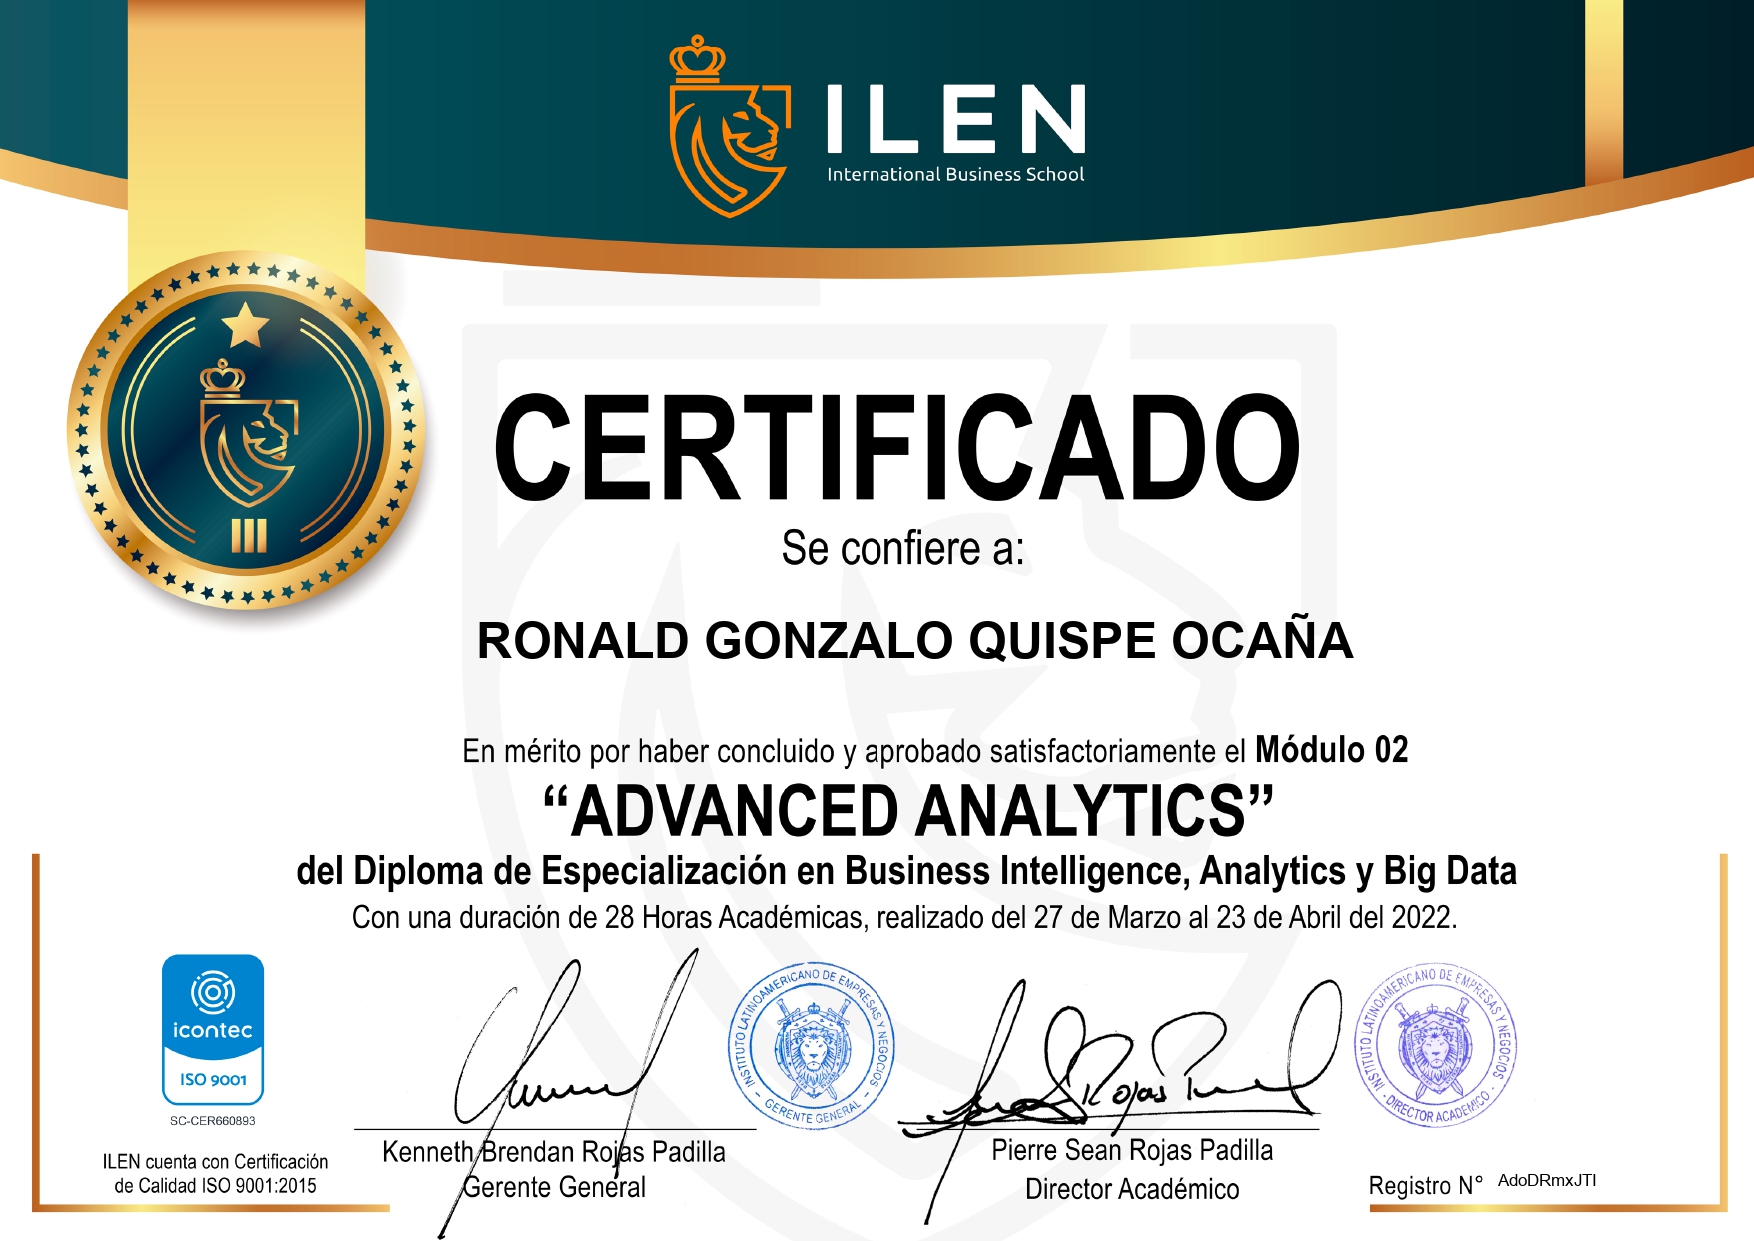 ILEN
International Business School
CERTIFICADO
Se confiere a:
RONALD GONZALO QUISPE OCAÑA
En mérito por haber concluido y aprobado satisfactoriamente el Módulo 02
“ADVANCED ANALYTICS”
del Diploma de Especialización en Business Intelligence, Analytics y Big Data
Con una duración de 28 Horas Académicas, realizado del 27 de Marzo al 23 de Abril del 2022.
icontec
ISO 9001
SC-CER660893
ILEN cuenta con Certificación
de Calidad ISO 9001:2015
Kenneth Brendan Rojas Padilla
Gerente General
INSTITUTO LATINOAMERICANO DE EMPRESAS Y NEGOCIOS
- GERENTE GENERAL -
Rojas
Pierre Sean Rojas Padilla
Director Académico
INSTITUTO LATINOAMERICANO DE EMPRESAS Y NEGOCIOS
- DIRECTOR ACADEMICO -
Registro N° AdoDRmxJTI